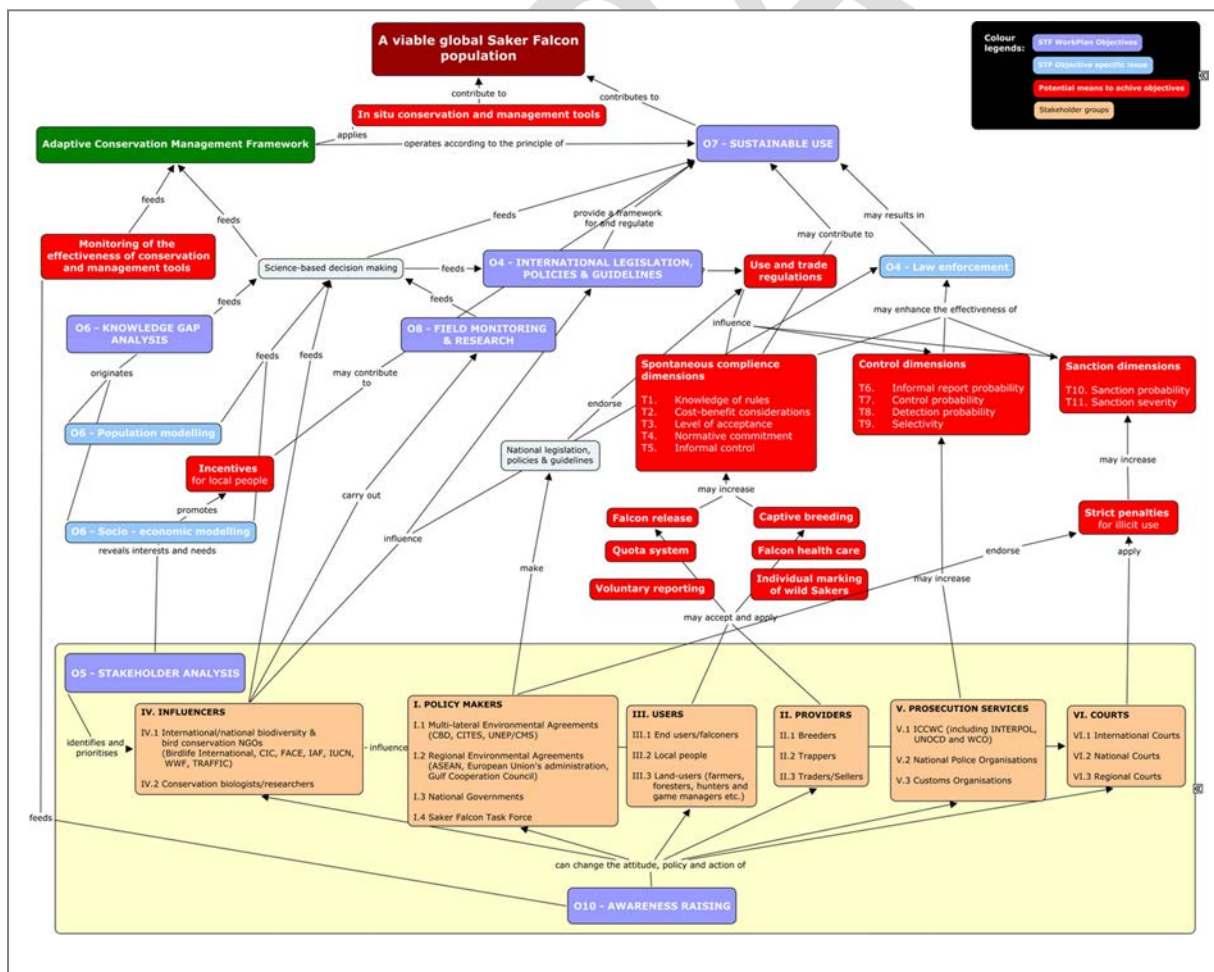 A viable global Saker Falcon
population
Colour
legends:
STF WorkPlan Objectives
STF Objective specific issue
Potential means to achive objectives
Stakeholder groups
contribute to
contributes to
In situ conservation and management tools
applies
Adaptive Conservation Management Framework
operates according to the principle of
O7 - SUSTAINABLE USE
feeds
feeds
feeds
provide a framework
for and regulate
may contribute to
may results in
Monitoring of the
effectiveness of conservation
and management tools
Science-based decision making
feeds
O4 - INTERNATIONAL LEGISLATION,
POLICIES & GUIDELINES
Use and trade
regulations
O4 - Law enforcement
feeds
feeds
O6 - KNOWLEDGE GAP
ANALYSIS
O8 - FIELD MONITORING
& RESEARCH
influence
may enhance the effectiveness of
feeds
feeds
originates
may contribute
to
endorse
Spontaneous complience
dimensions
T1. Knowledge of rules
T2. Cost-benefit considerations
T3. Level of acceptance
T4. Normative commitment
T5. Informal control
Control dimensions
T6. Informal report probability
T7. Control probability
T8. Detection probability
T9. Selectivity
Sanction dimensions
T10. Sanction probability
T11. Sanction severity
O6 - Population modelling
National legislation,
policies & guidelines
Incentives
for local people
may increase
may increase
carry out
promotes
Falcon release
Captive breeding
Strict penalties
for illicit use
O6 - Socio - economic modelling
reveals interests and needs
Quota system
Falcon health care
endorse
apply
influence
make
Voluntary reporting
Individual marking
of wild Sakers
may increase
may accept and apply
O5 - STAKEHOLDER ANALYSIS
identifies and
prioritises
IV. INFLUENCERS
IV.1 International/national biodiversity &
bird conservation NGOs
(Birdlife International, CIC, FACE, IAF, IUCN,
WWF, TRAFFIC)
IV.2 Conservation biologists/researchers
influence
I. POLICY MAKERS
I.1 Multi-lateral Environmental Agreements
(CBD, CITES, UNEP/CMS)
I.2 Regional Environmental Agreements
(ASEAN, European Union's administration,
Gulf Cooperation Council)
I.3 National Governments
I.4 Saker Falcon Task Force
III. USERS
III.1 End users/falconers
III.2 Local people
III.3 Land-users (farmers,
foresters, hunters and
game managers etc.)
II. PROVIDERS
II.1 Breeders
II.2 Trappers
II.3 Traders/Sellers
V. PROSECUTION SERVICES
V.1 ICCWC (including INTERPOL,
UNOCD and WCO)
V.2 National Police Organisations
V.3 Customs Organisations
VI. COURTS
VI.1 International Courts
VI.2 National Courts
VI.3 Regional Courts
feeds
can change the attitude, policy and action of
O10 - AWARENESS RAISING